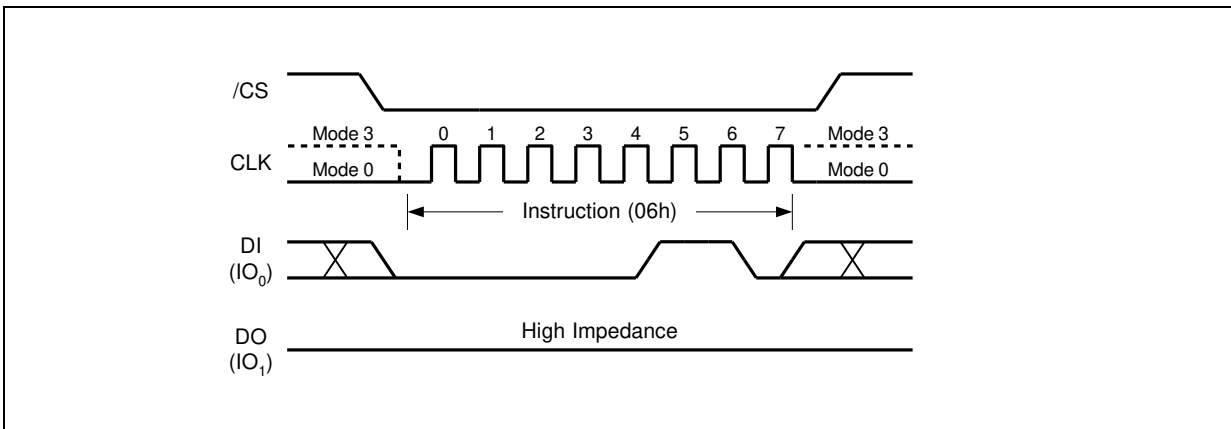 /CS
Mode 3 0 1 2 3 4 5 6 7 Mode 3
CLK
Mode 0 Mode 0
Instruction (06h)
DI
(IO0)
High Impedance
DO
(IO1)